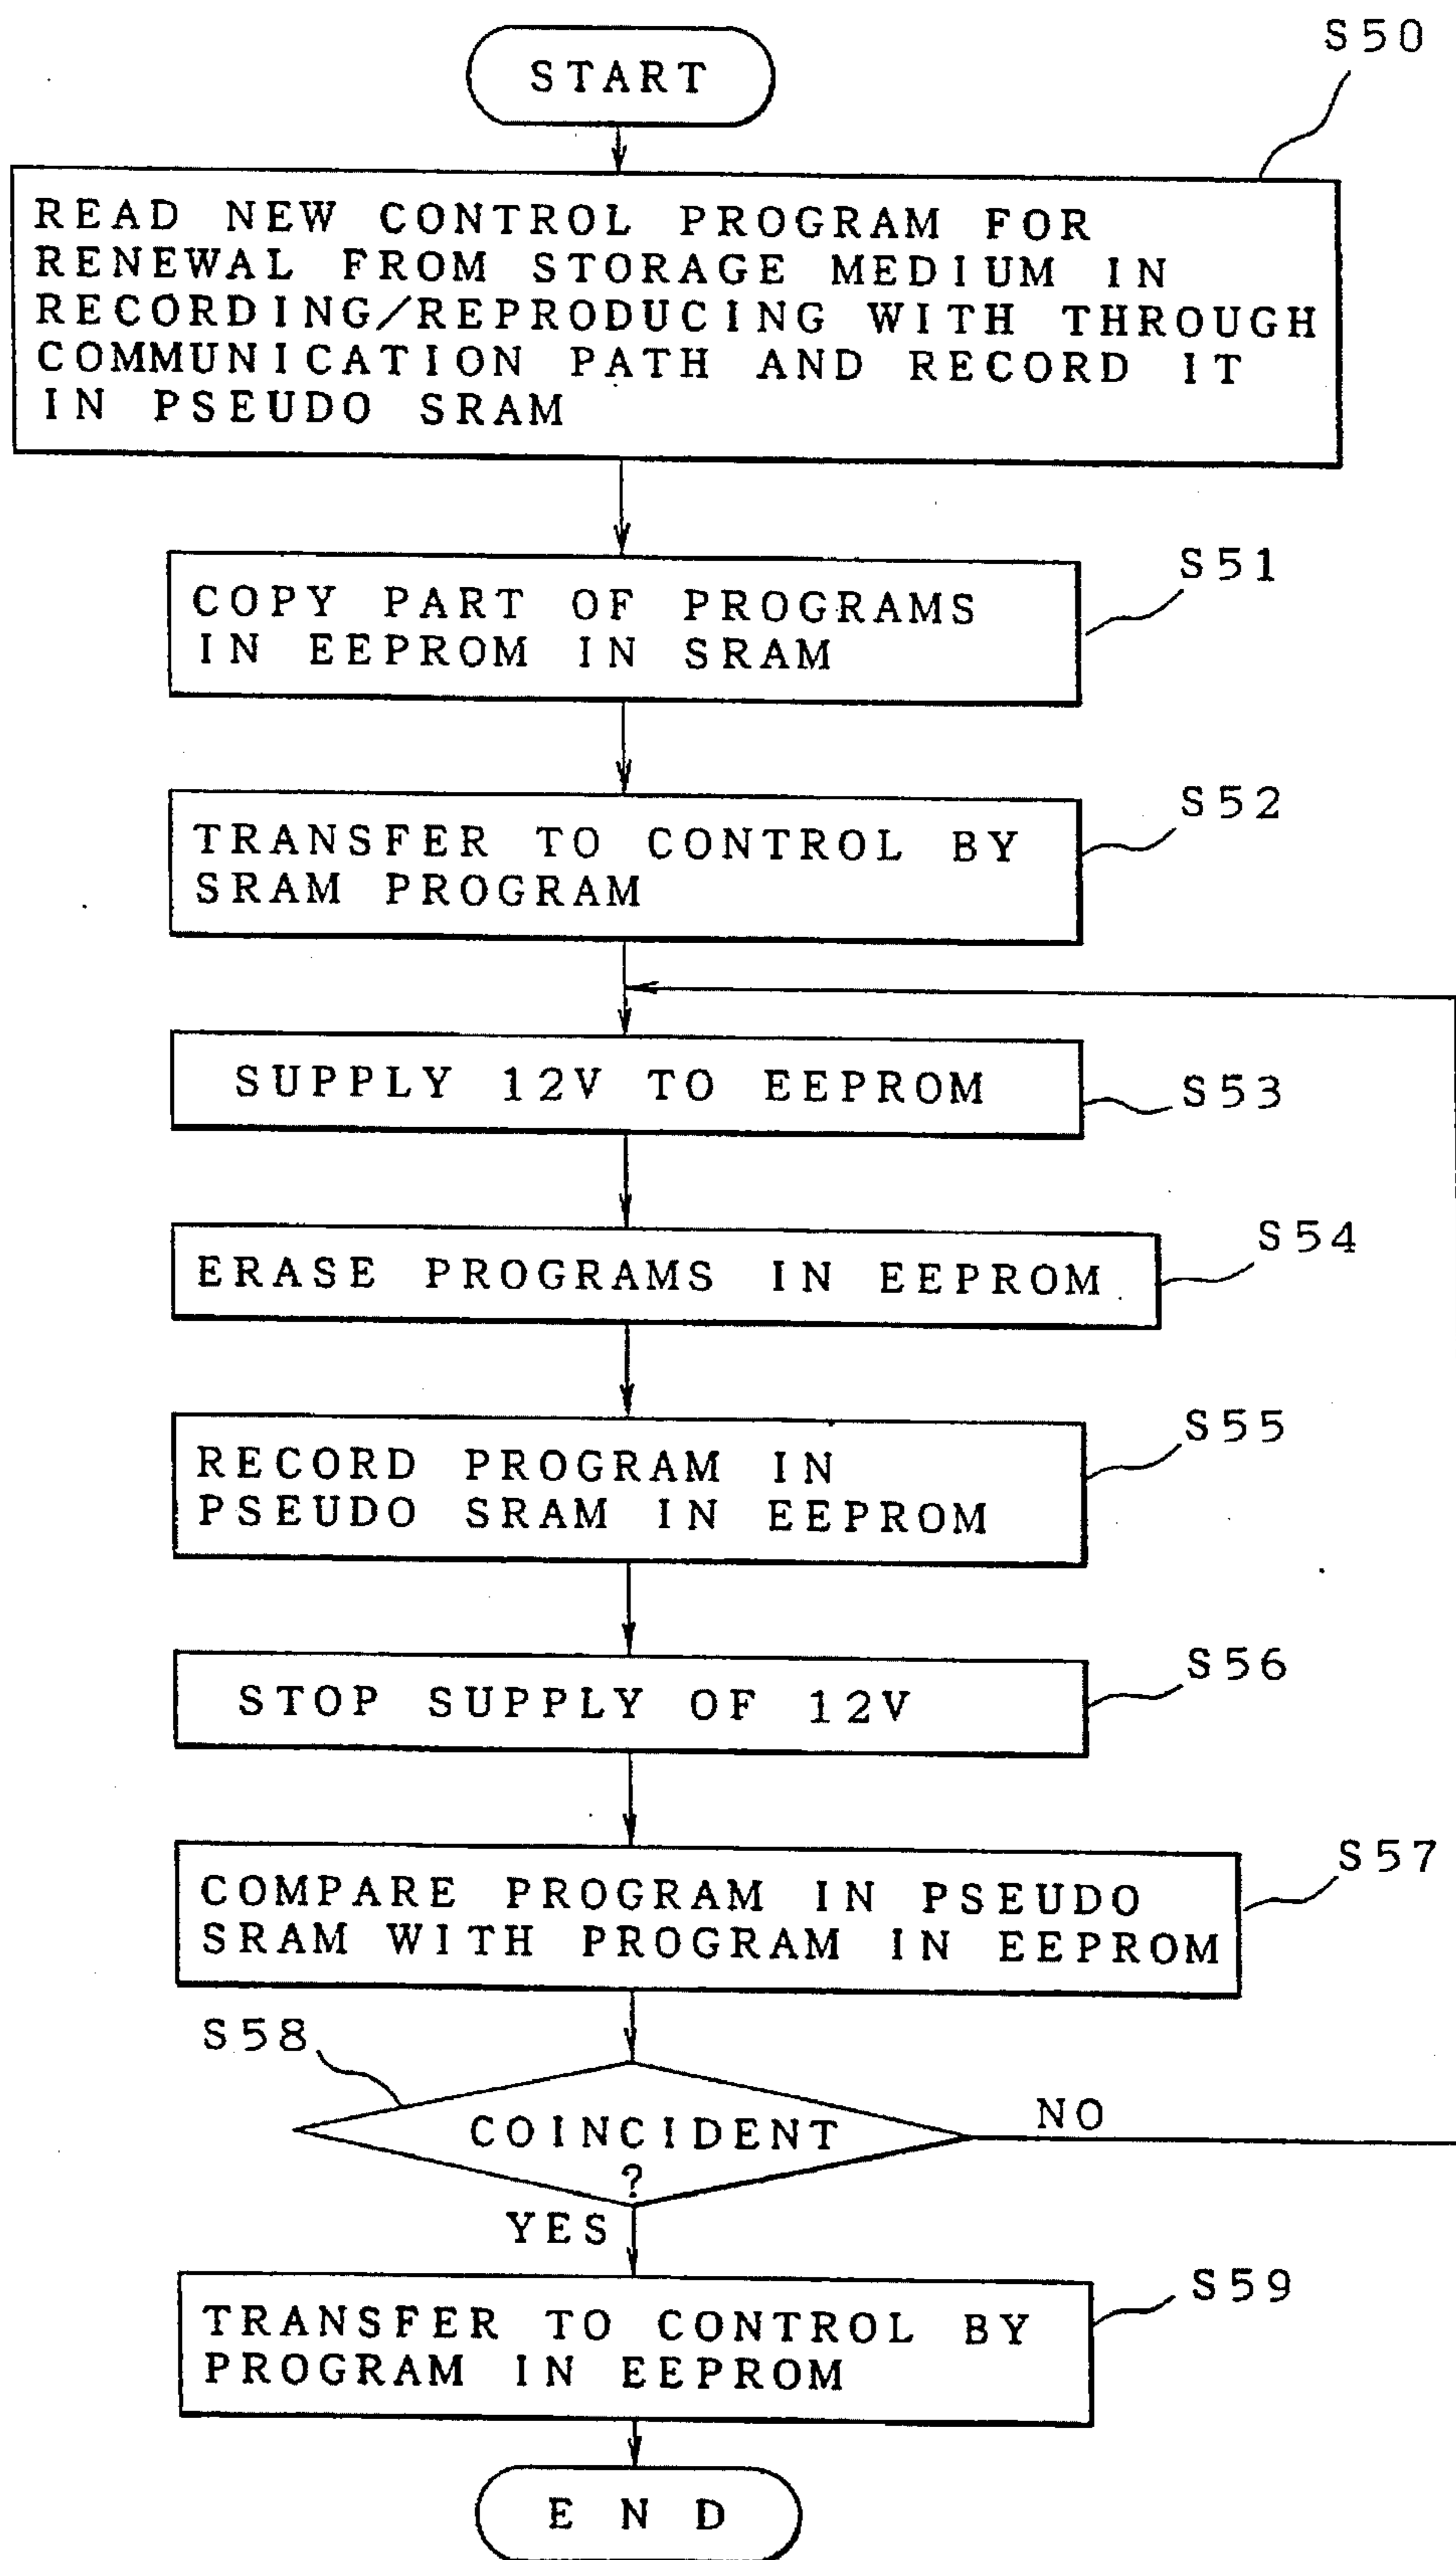 START
S50
READ NEW CONTROL PROGRAM FOR
RENEWAL FROM STORAGE MEDIUM IN
RECORDING/REPRODUCING WITH THROUGH
COMMUNICATION PATH AND RECORD IT
IN PSEUDO SRAM
S51
COPY PART OF PROGRAMS
IN EEPROM IN SRAM
S52
TRANSFER TO CONTROL BY
SRAM PROGRAM
SUPPLY 12V TO EEPROM
S53
S54
ERASE PROGRAMS IN EEPROM
S55
RECORD PROGRAM IN
PSEUDO SRAM IN EEPROM
S56
STOP SUPPLY OF 12V
S57
COMPARE PROGRAM IN PSEUDO
SRAM WITH PROGRAM IN EEPROM
S58
COINCIDENT
?
NO
YES
S59
TRANSFER TO CONTROL BY
PROGRAM IN EEPROM
END